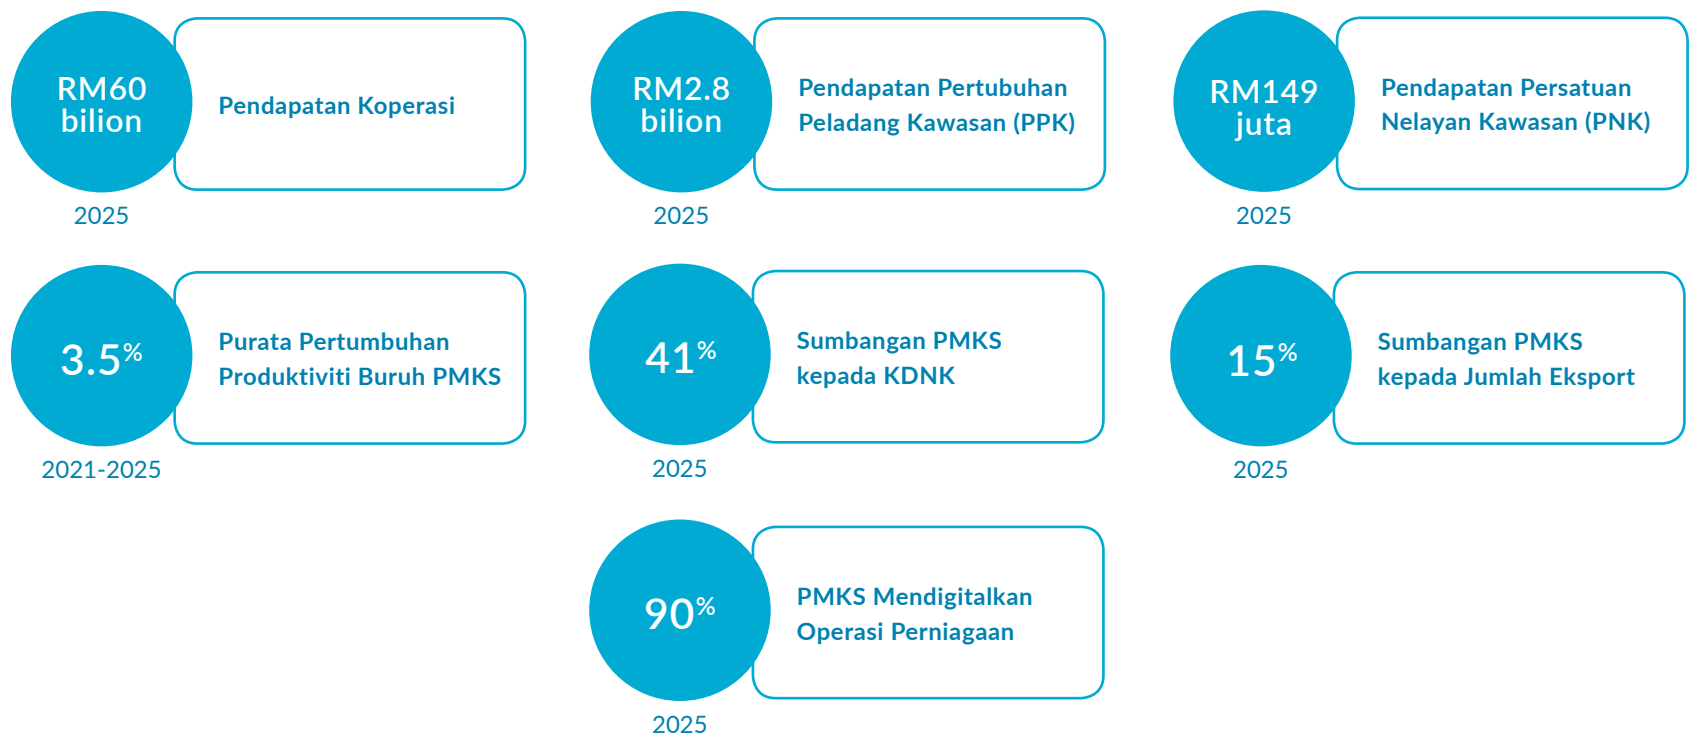 RM60
bilion
Pendapatan Koperasi
2025
RM2.8
bilion
Pendapatan Pertubuhan
Peladang Kawasan (PPK)
2025
RM149
juta
Pendapatan Persatuan
Nelayan Kawasan (PNK)
2025
3.5%
Purata Pertumbuhan
Produktiviti Buruh PMKS
2021-2025
41%
Sumbangan PMKS
kepada KDNK
2025
15%
Sumbangan PMKS
kepada Jumlah Eksport
2025
90%
PMKS Mendigitalkan
Operasi Perniagaan
2025